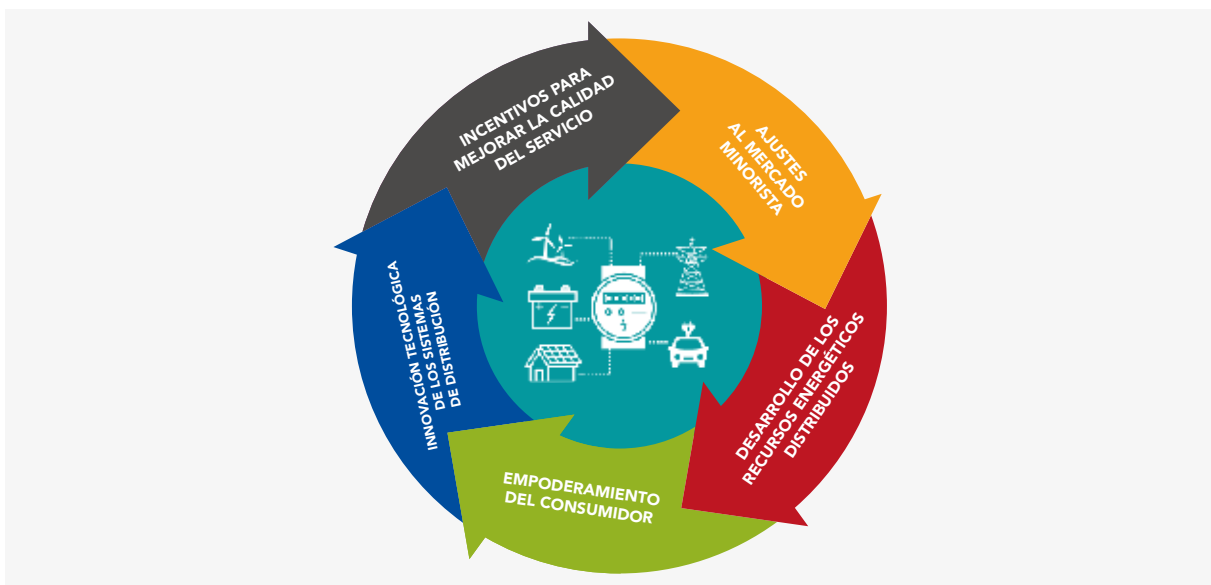 INCENTIVOS PARA
MEJORAR LA CALIDAD
DEL SERVICIO
AJUSTES
AL MERCADO
MINORISTA
DESARROLLO DE LOS
RECURSOS ENERGÉTICOS
DISTRIBUIDOS
EMPODERAMIENTO
DEL CONSUMIDOR
INNOVACIÓN TECNOLÓGICA
DE LOS SISTEMAS
DE DISTRIBUCIÓN